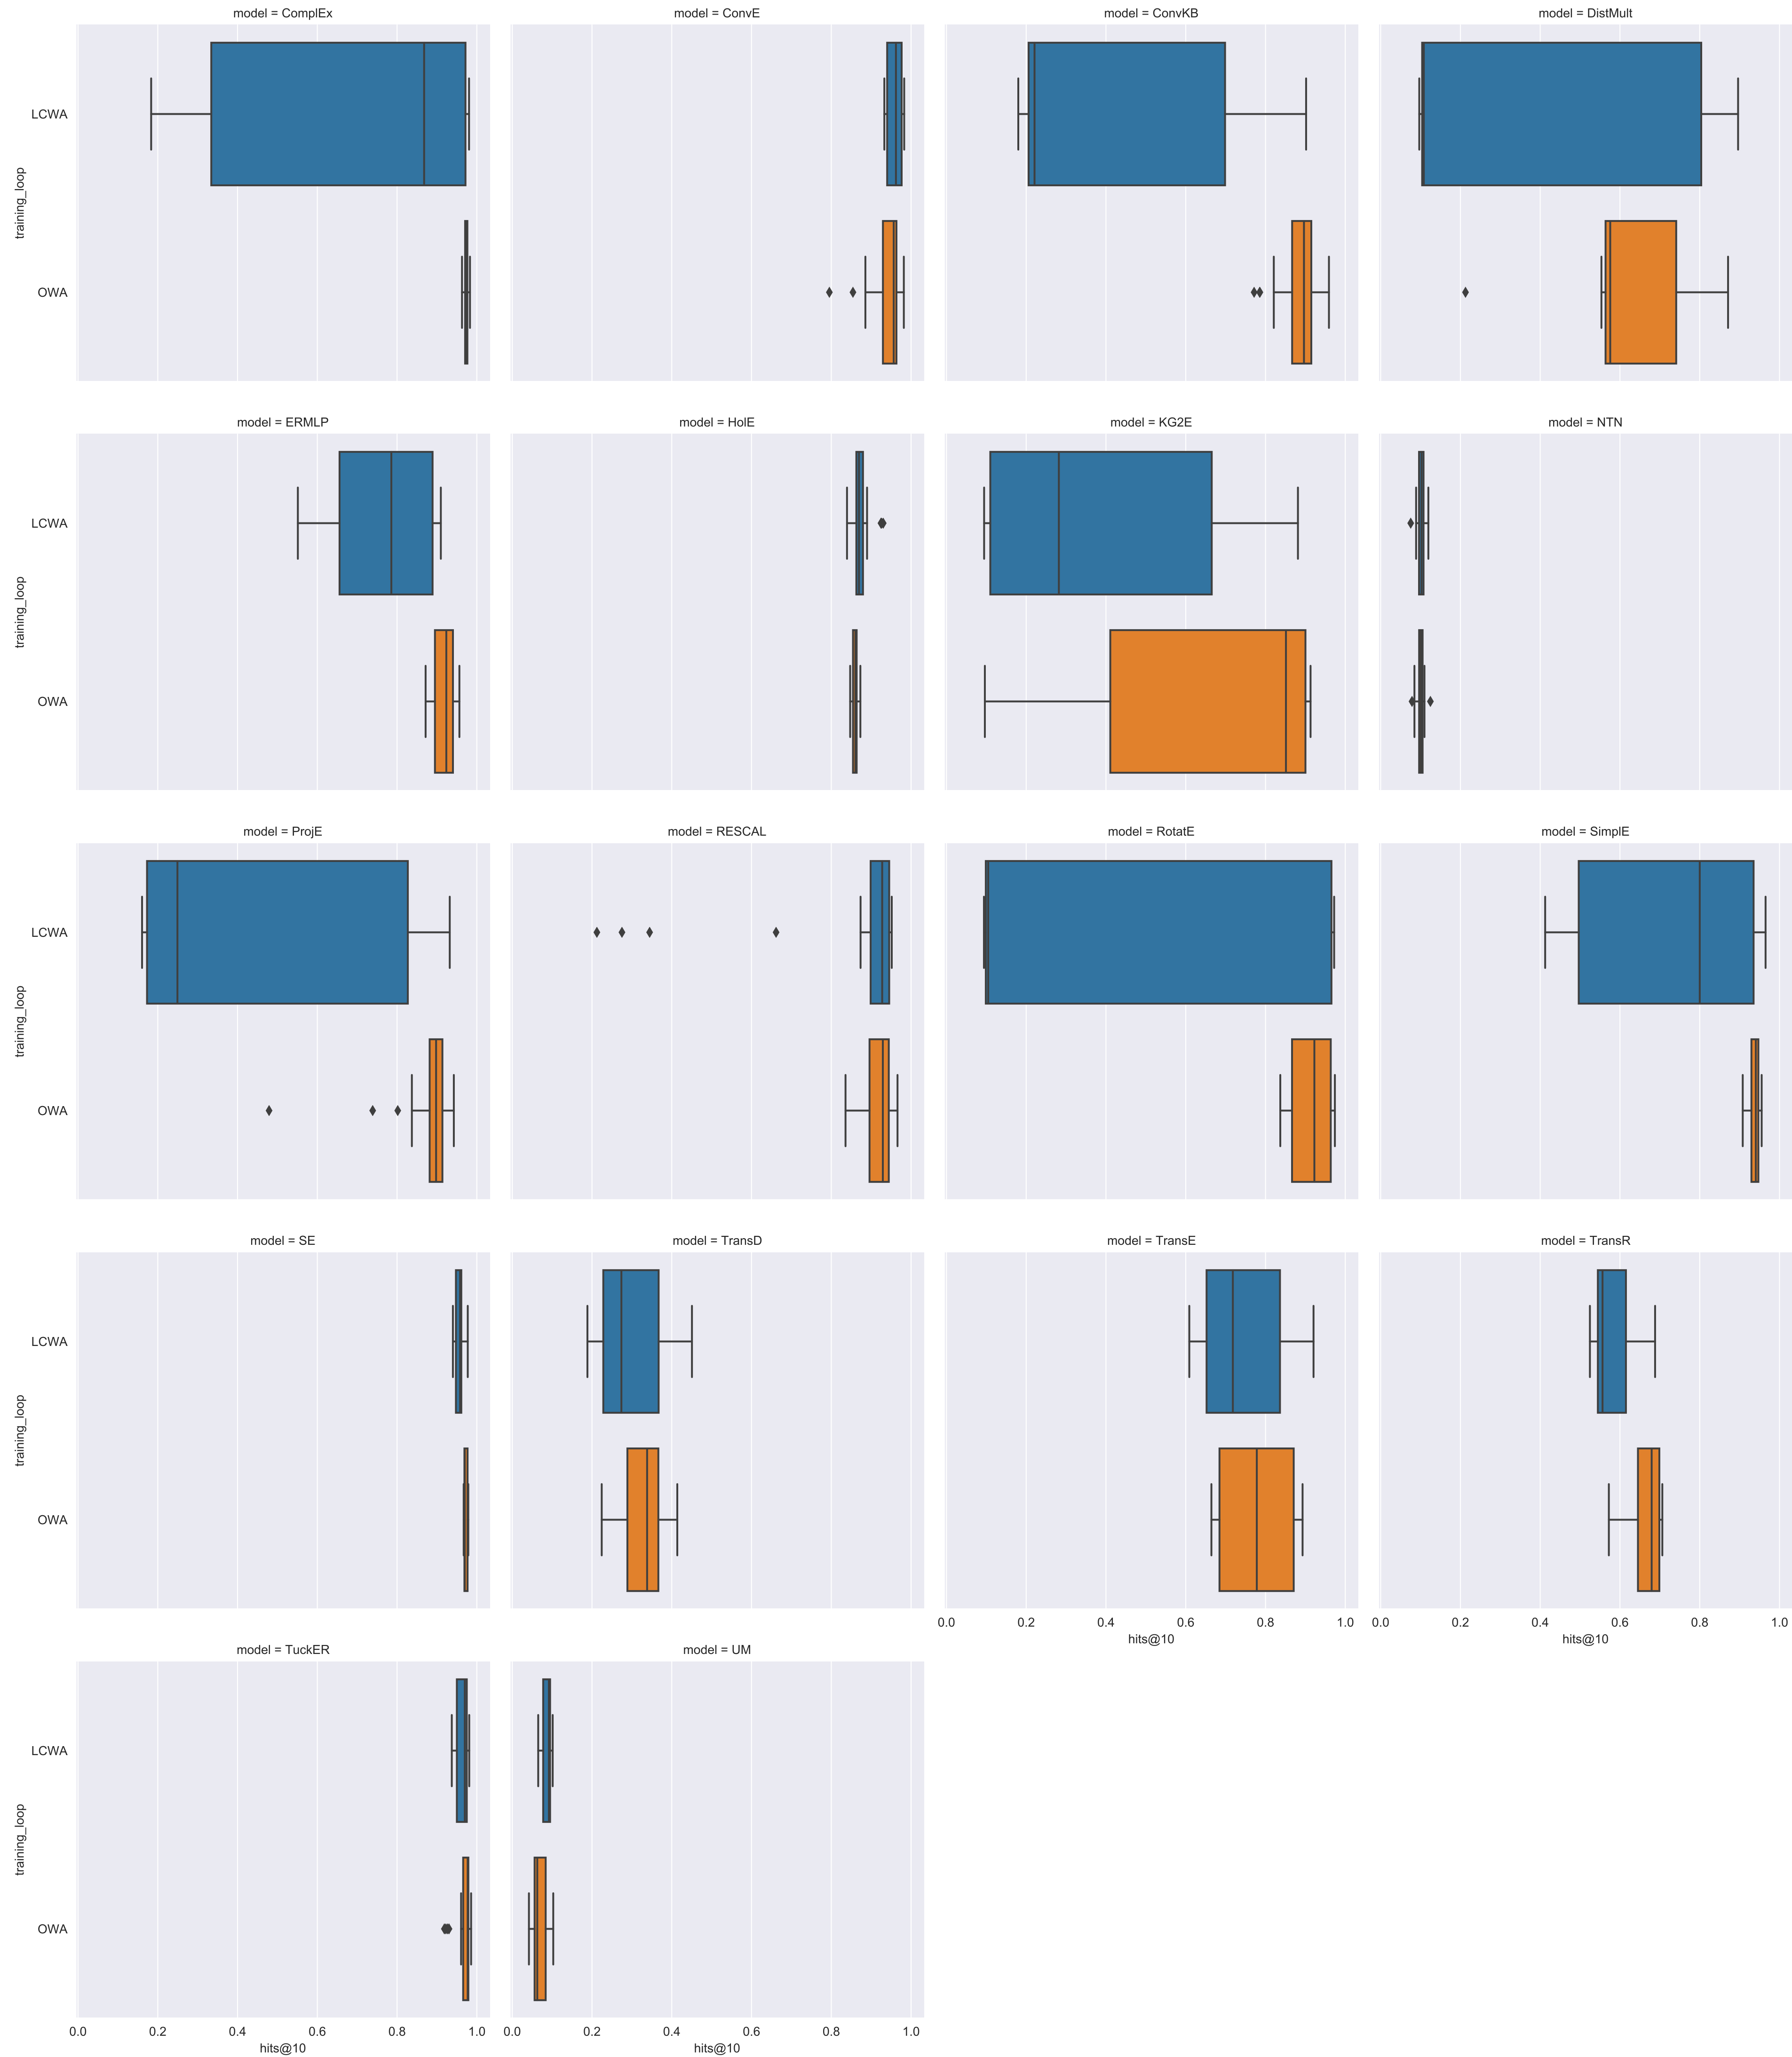 model = ComplEx
model = ConvE
model = ConvKB
model = DistMult
LCWA
OWA
training_loop
model = ERMLP
model = HolE
model = KG2E
model = NTN
LCWA
OWA
training_loop
model = ProjE
model = RESCAL
model = RotatE
model = SimplE
LCWA
OWA
training_loop
model = SE
model = TransD
model = TransE
model = TransR
LCWA
OWA
training_loop
0.0 0.2 0.4 0.6 0.8 1.0
hits@10
0.0 0.2 0.4 0.6 0.8 1.0
hits@10
model = TuckER
model = UM
LCWA
OWA
training_loop
0.0 0.2 0.4 0.6 0.8 1.0
hits@10
0.0 0.2 0.4 0.6 0.8 1.0
hits@10